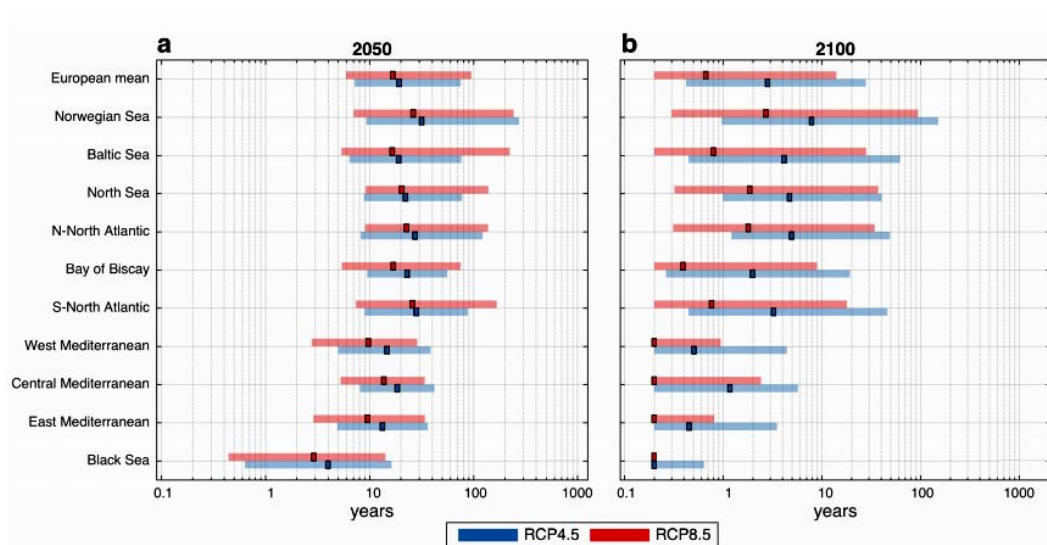 a 2050
b 2100
European mean
Norwegian Sea
Baltic Sea
North Sea
N-North Atlantic
Bay of Biscay
S-North Atlantic
West Mediterranean
Central Mediterranean
East Mediterranean
Black Sea
0.1 1 10 100 1000
0.1 1 10 100 1000
years
years
RCP4.5 RCP8.5